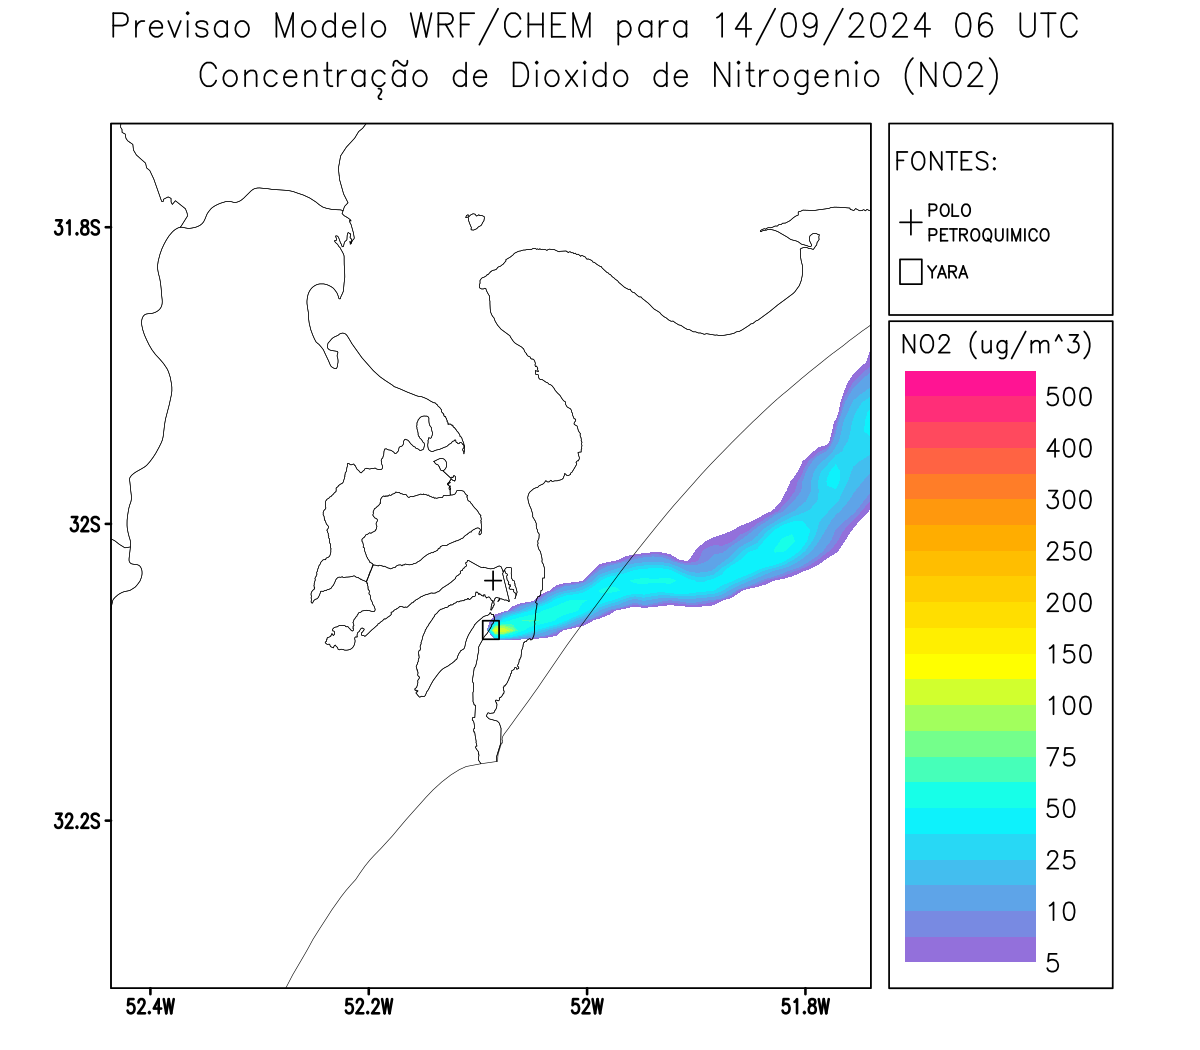 Previsao Modelo WRF/CHEM para 14/09/2024 06 UTC
Concentração de Dioxido de Nitrogenio (NO2)
FONTES:
POLO
PETROQUIMICO
YARA
NO2 (ug/m^3)
500
400
300
250
200
150
100
75
50
25
10
5
31.8S
32S
32.2S
52.4W 52.2W 52W 51.8W